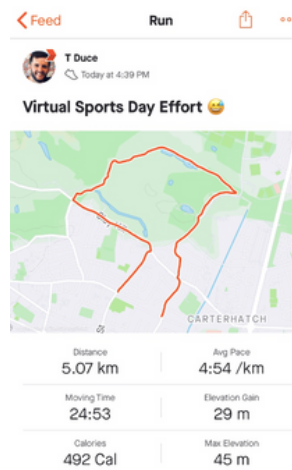 Feed
Run
T Duce
Today at 4:39 PM
Virtual Sports Day Effort 😅
CARTERHATCH
Distance
5.07 km
Avg Pace
4:54 /km
Moving Time
24:53
Elevation Gain
29 m
Calories
492 Cal
Max Elevation
45 m